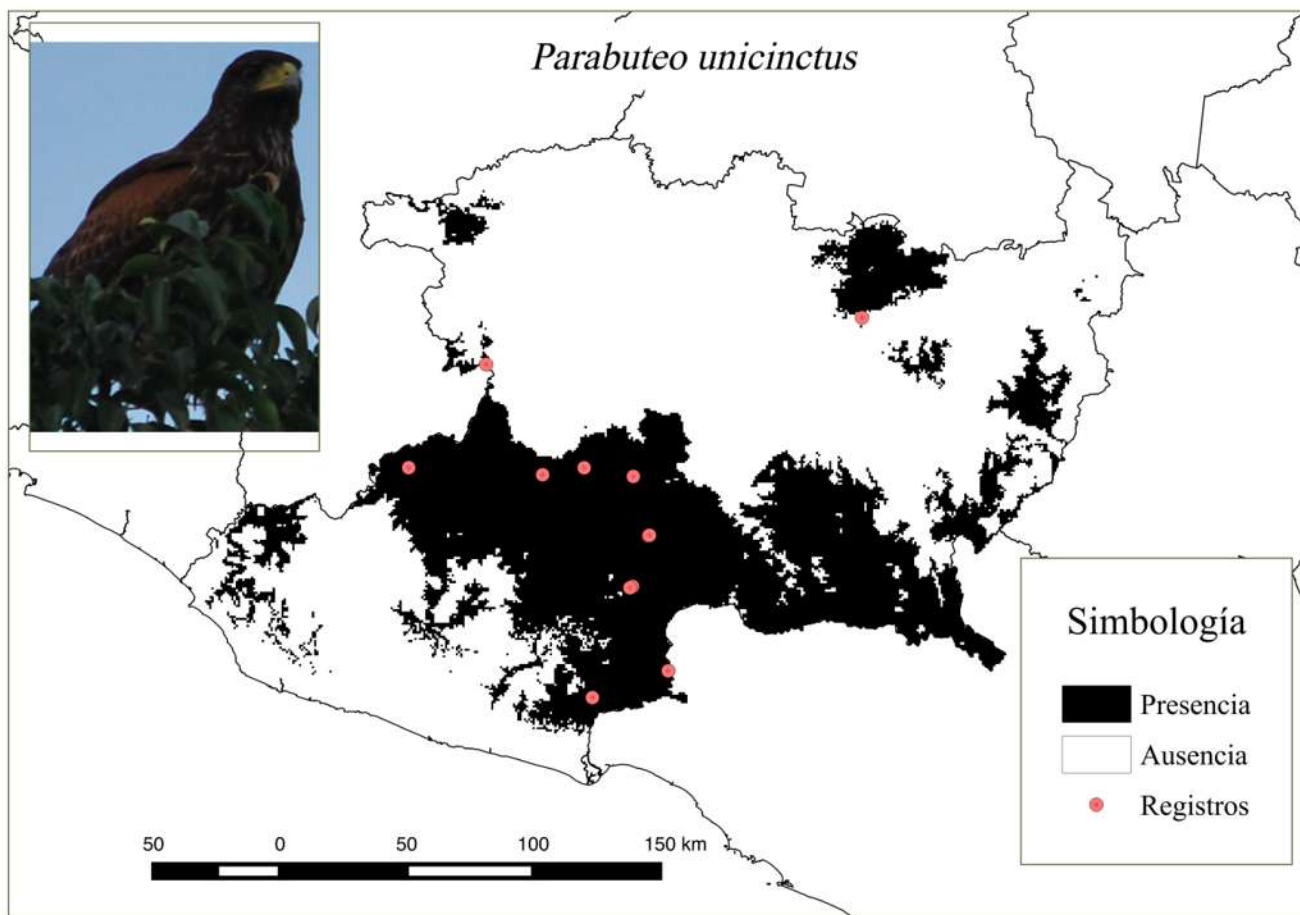 Parabuteo unicinctus
Simbología
Presencia
Ausencia
Registros
50 0 50 100 150 km